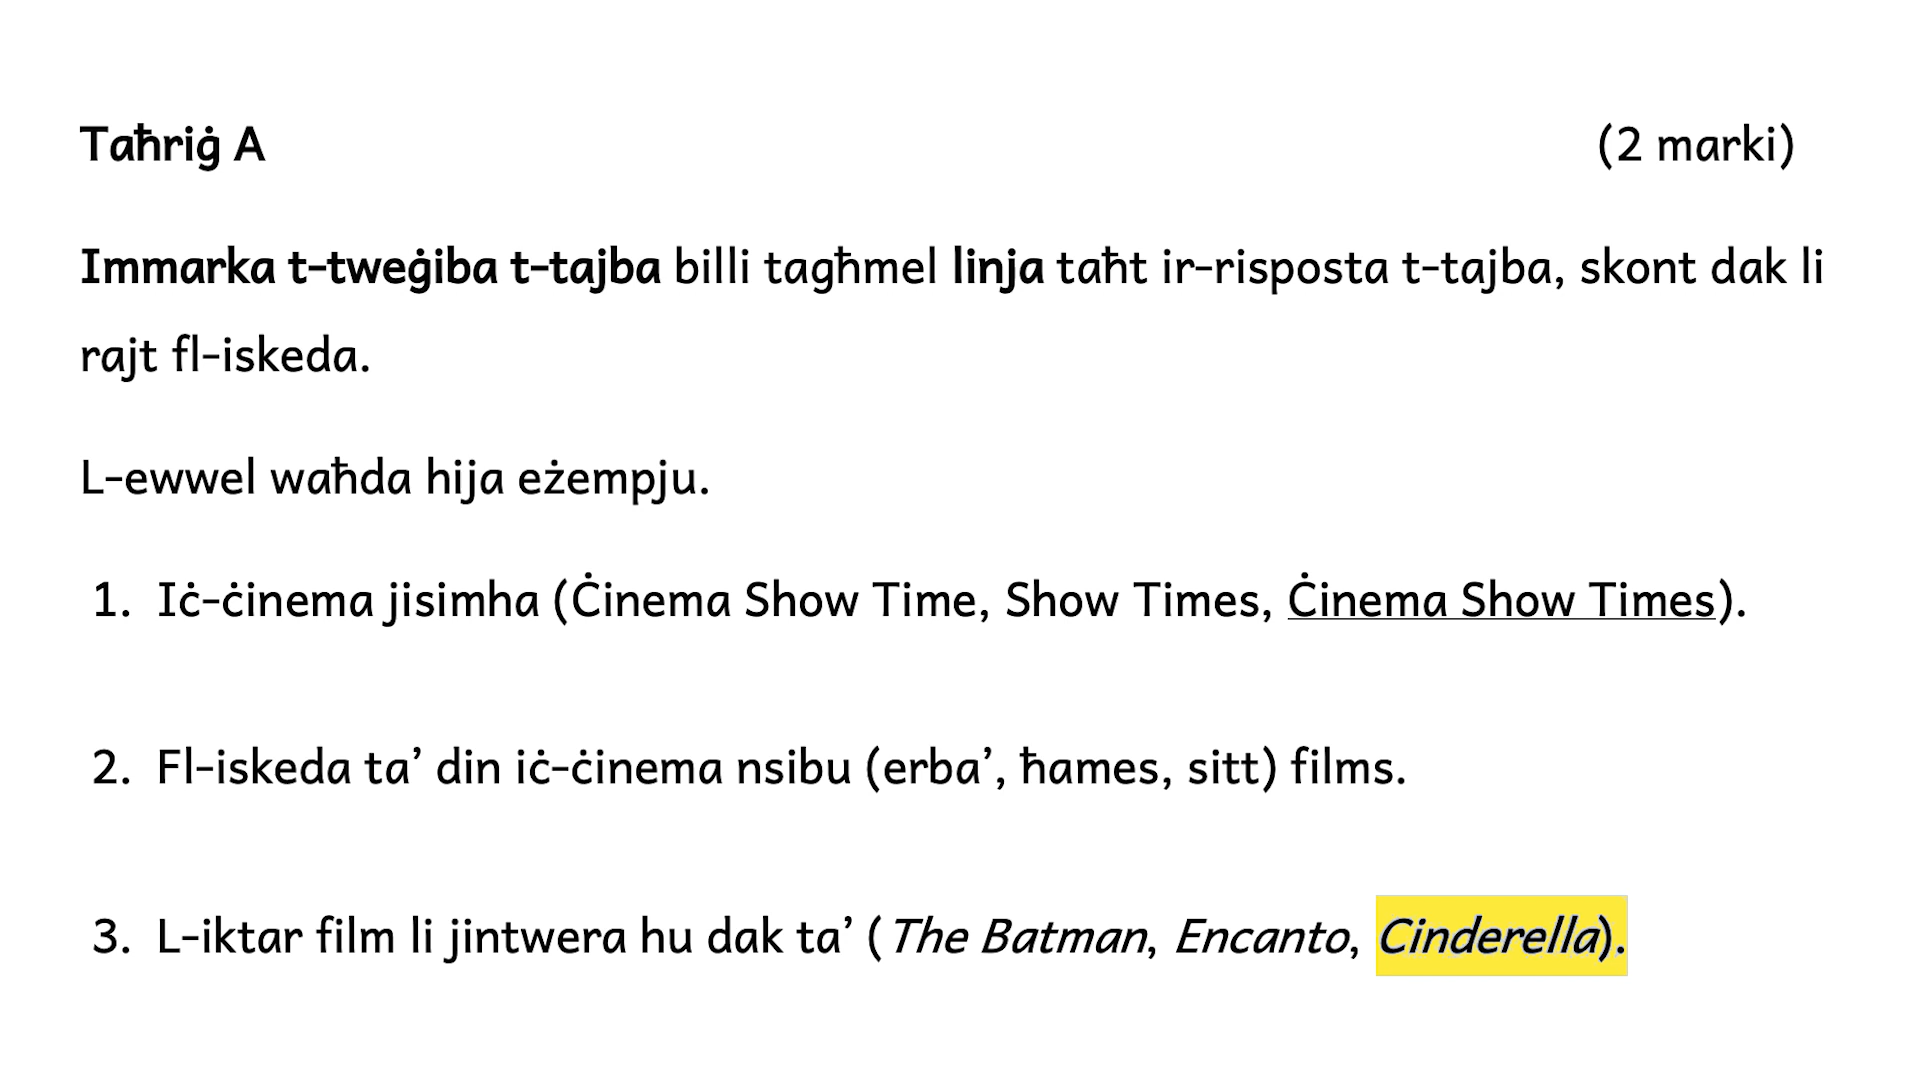 Taħriġ A (2 marki)
Immarka t-tweġiba t-tajba billi tagħmel linja taħt ir-risposta t-tajba, skont dak li
rajt fl-iskeda.
L-ewwel waħda hija eżempju.
1. Iċ-ċinema jisimha (Ċinema Show Time, Show Times, Ċinema Show Times).
2. Fl-iskeda ta’ din iċ-ċinema nsibu (erba’, ħames, sitt) films.
3. L-iktar film li jintwera hu dak ta’ (The Batman, Encanto, Cinderella).